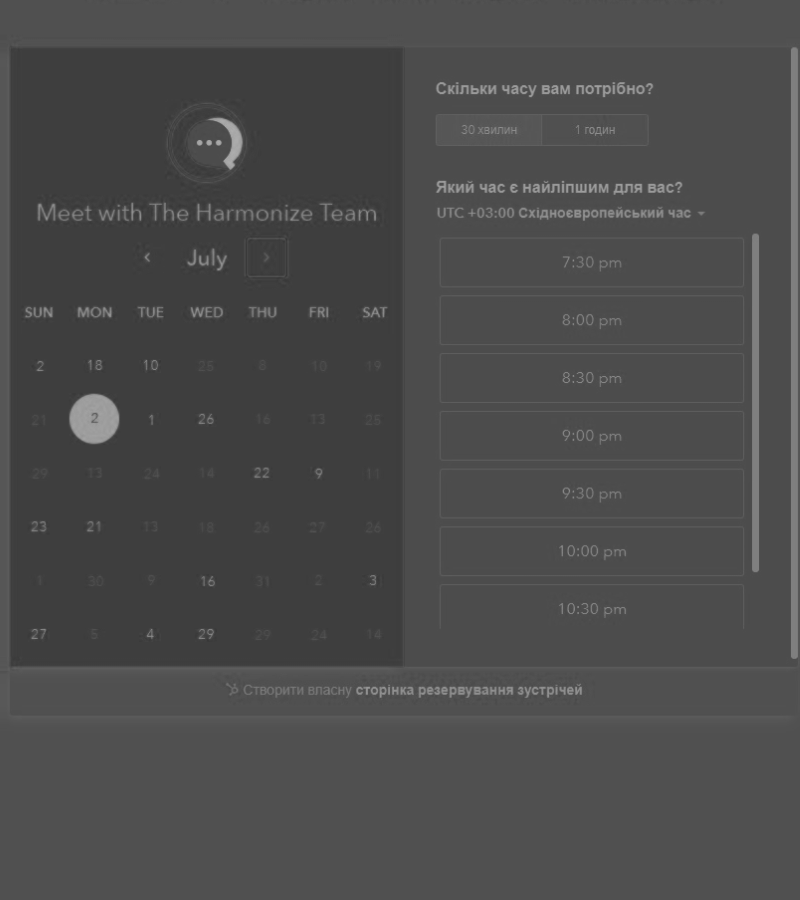 Meet with The Harmonize Team
July
SUN MON TUE WED THU FRI SAT
2 18 10 25 8 10 19
21 2 1 26 16 13 25
29 13 24 14 22 9 11
23 21 13 18 26 27 26
1 30 9 16 31 2 3
27 5 4 29 29 24 14
Скільки часу вам потрібно?
30 хвилин 1 годин
Який час є найліпшим для вас?
UTC +03:00 Східноєвропейський час
7:30 pm
8:00 pm
8:30 pm
9:00 pm
9:30 pm
10:00 pm
10:30 pm
Створити власну сторінка резервування зустрічей